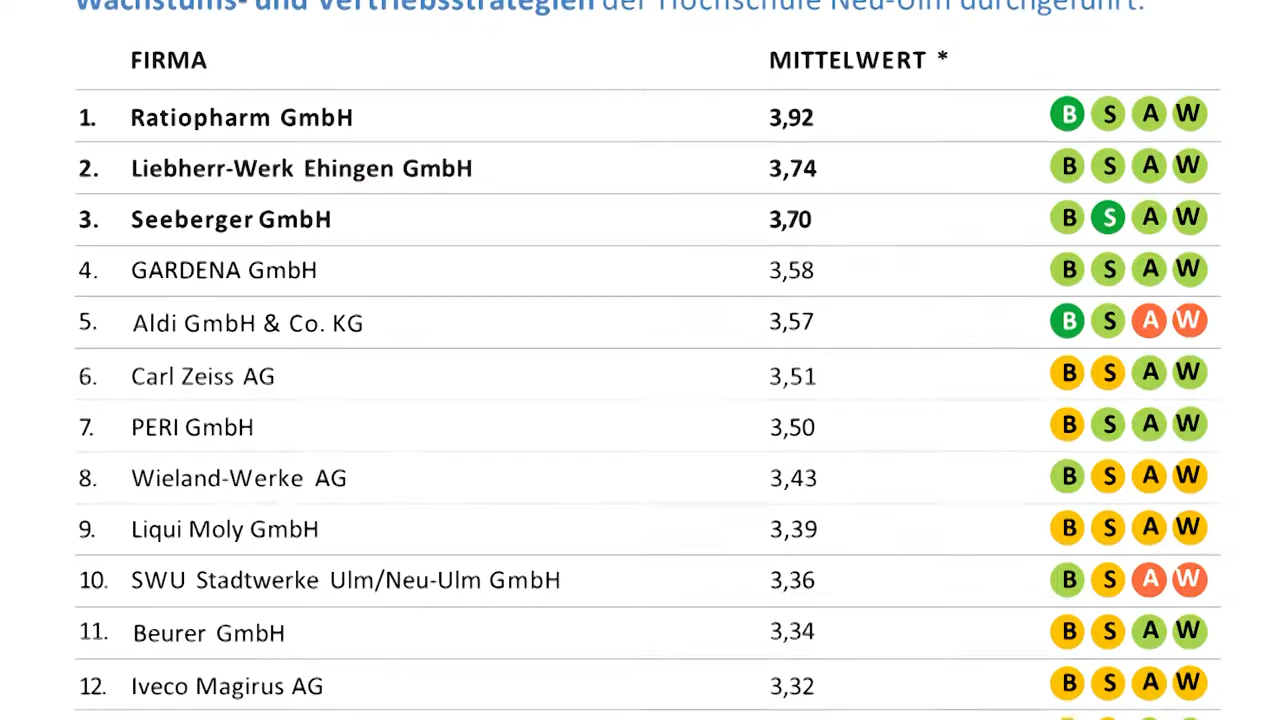 Wachstums- und Vertriebsstrategien der Hochschule Neu-Ulm durchgeführt.
FIRMA MITTELWERT *
1. Ratiopharm GmbH 3,92 B S A W
2. Liebherr-Werk Ehingen GmbH 3,74 B S A W
3. Seeberger GmbH 3,70 B S A W
4. GARDENA GmbH 3,58 B S A W
5. Aldi GmbH & Co. KG 3,57 B S A W
6. Carl Zeiss AG 3,51 B S A W
7. PERI GmbH 3,50 B S A W
8. Wieland-Werke AG 3,43 B S A W
9. Liqui Moly GmbH 3,39 B S A W
10. SWU Stadtwerke Ulm/Neu-Ulm GmbH 3,36 B S A W
11. Beurer GmbH 3,34 B S A W
12. Iveco Magirus AG 3,32 B S A W